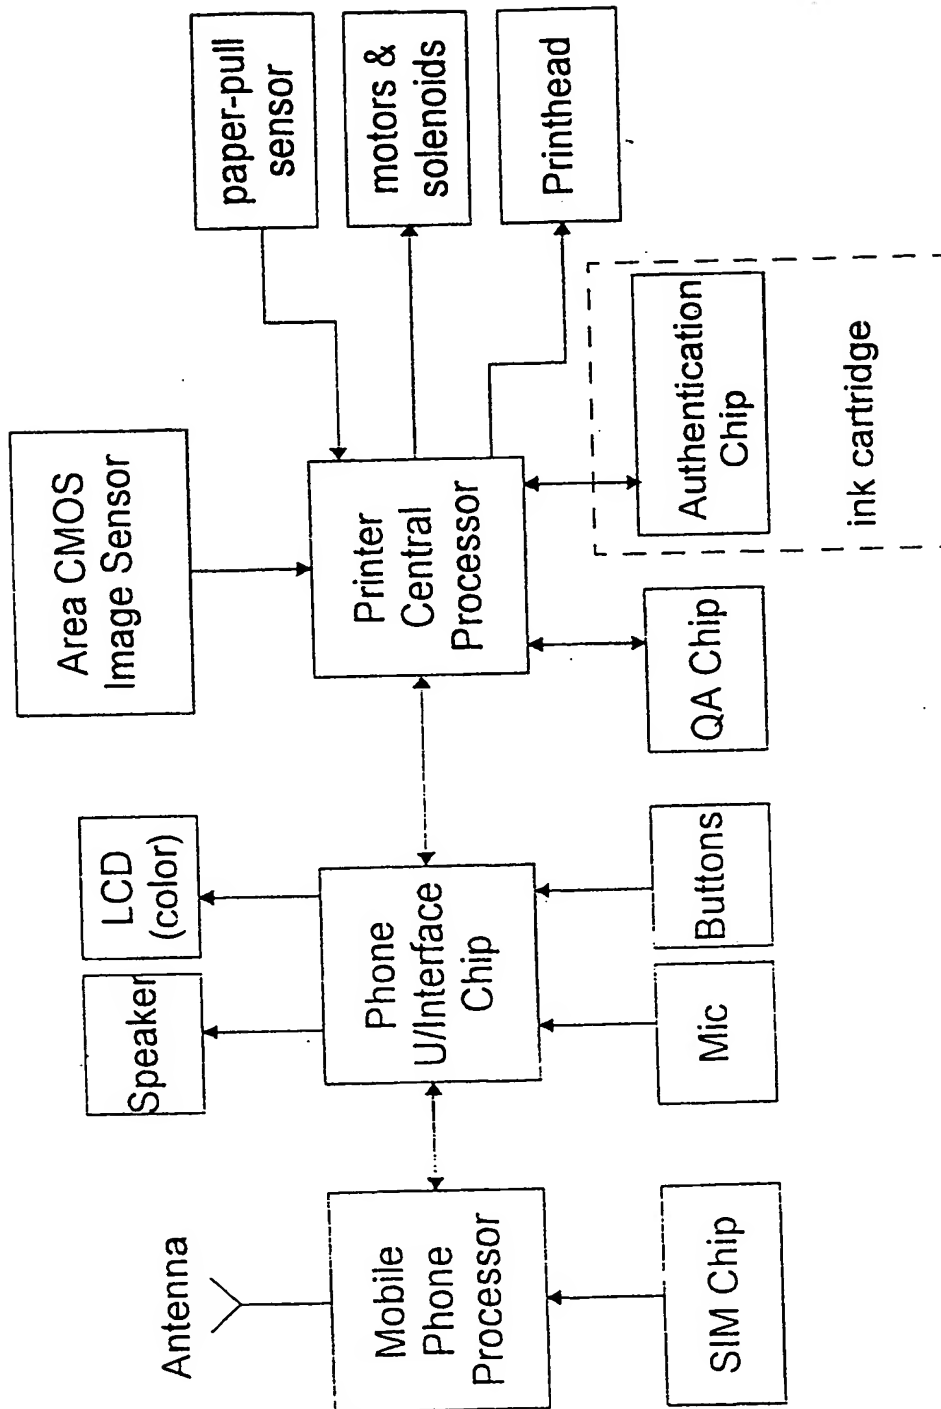 Antenna
Mobile
Phone
Processor
SIM Chip
Speaker
LCD
(color)
Phone
U/Interface
Chip
Mic
Buttons
Area CMOS
Image Sensor
Printer
Central
Processor
QA Chip
Authentication
Chip
ink cartridge
paper-pull
sensor
motors &
solenoids
Printhead